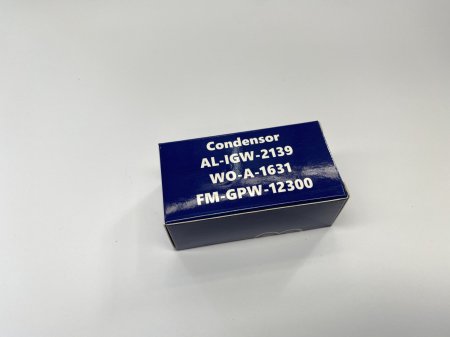 Condensor
AL-IGW-2139
WO-A-1631
FM-GPW-12300